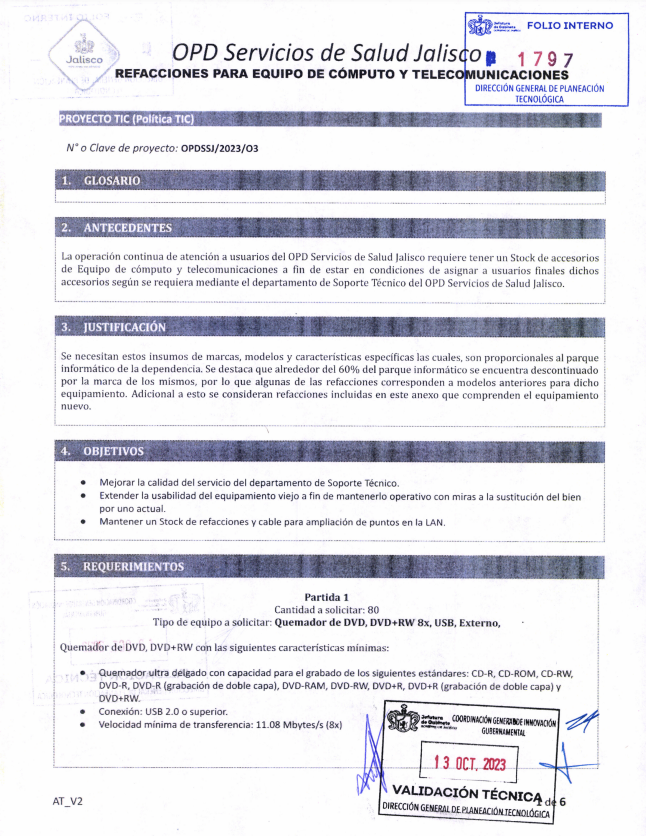 Jalisco
Jefatura de Gabinete
FOLIO INTERNO
1797
DIRECCIÓN GENERAL DE PLANEACIÓN
TECNOLÓGICA
OPD Servicios de Salud Jalisco
REFACCIONES PARA EQUIPO DE CÓMPUTO Y TELECOMUNICACIONES
PROYECTO TIC (Política TIC)
N° o Clave de proyecto: OPDSSJ/2023/O3
1. GLOSARIO
2. ANTECEDENTES
La operación continua de atención a usuarios del OPD Servicios de Salud Jalisco requiere tener un Stock de accesorios
de Equipo de cómputo y telecomunicaciones a fin de estar en condiciones de asignar a usuarios finales dichos
accesorios según se requiera mediante el departamento de Soporte Técnico del OPD Servicios de Salud Jalisco.
3. JUSTIFICACIÓN
Se necesitan estos insumos de marcas, modelos y características específicas las cuales, son proporcionales al parque
informático de la dependencia. Se destaca que alrededor del 60% del parque informático se encuentra descontinuado
por la marca de los mismos, por lo que algunas de las refacciones corresponden a modelos anteriores para dicho
equipamiento. Adicional a esto se consideran refacciones incluidas en este anexo que comprenden el equipamiento
nuevo.
4. OBJETIVOS
● Mejorar la calidad del servicio del departamento de Soporte Técnico.
● Extender la usabilidad del equipamiento viejo a fin de mantenerlo operativo con miras a la sustitución del bien
por uno actual.
● Mantener un Stock de refacciones y cable para ampliación de puntos en la LAN.
5. REQUERIMIENTOS
Partida 1
Cantidad a solicitar: 80
Tipo de equipo a solicitar: Quemador de DVD, DVD+RW 8x, USB, Externo,
Quemador de DVD, DVD+RW con las siguientes características mínimas:
● Quemador ultra delgado con capacidad para el grabado de los siguientes estándares: CD-R, CD-ROM, CD-RW,
DVD-R, DVD-R (grabación de doble capa), DVD-RAM, DVD-RW, DVD+R, DVD+R (grabación de doble capa) y
DVD+RW.
● Conexión: USB 2.0 o superior.
● Velocidad mínima de transferencia: 11.08 Mbytes/s (8x)
Jefatura de Gabinete
COORDINACIÓN GENERAL DE INNOVACIÓN
GUBERNAMENTAL
13 OCT, 2023
VALIDACIÓN TÉCNICA
DIRECCIÓN GENERAL DE PLANEACIÓN TECNOLÓGICA
AT_V2
1 de 6